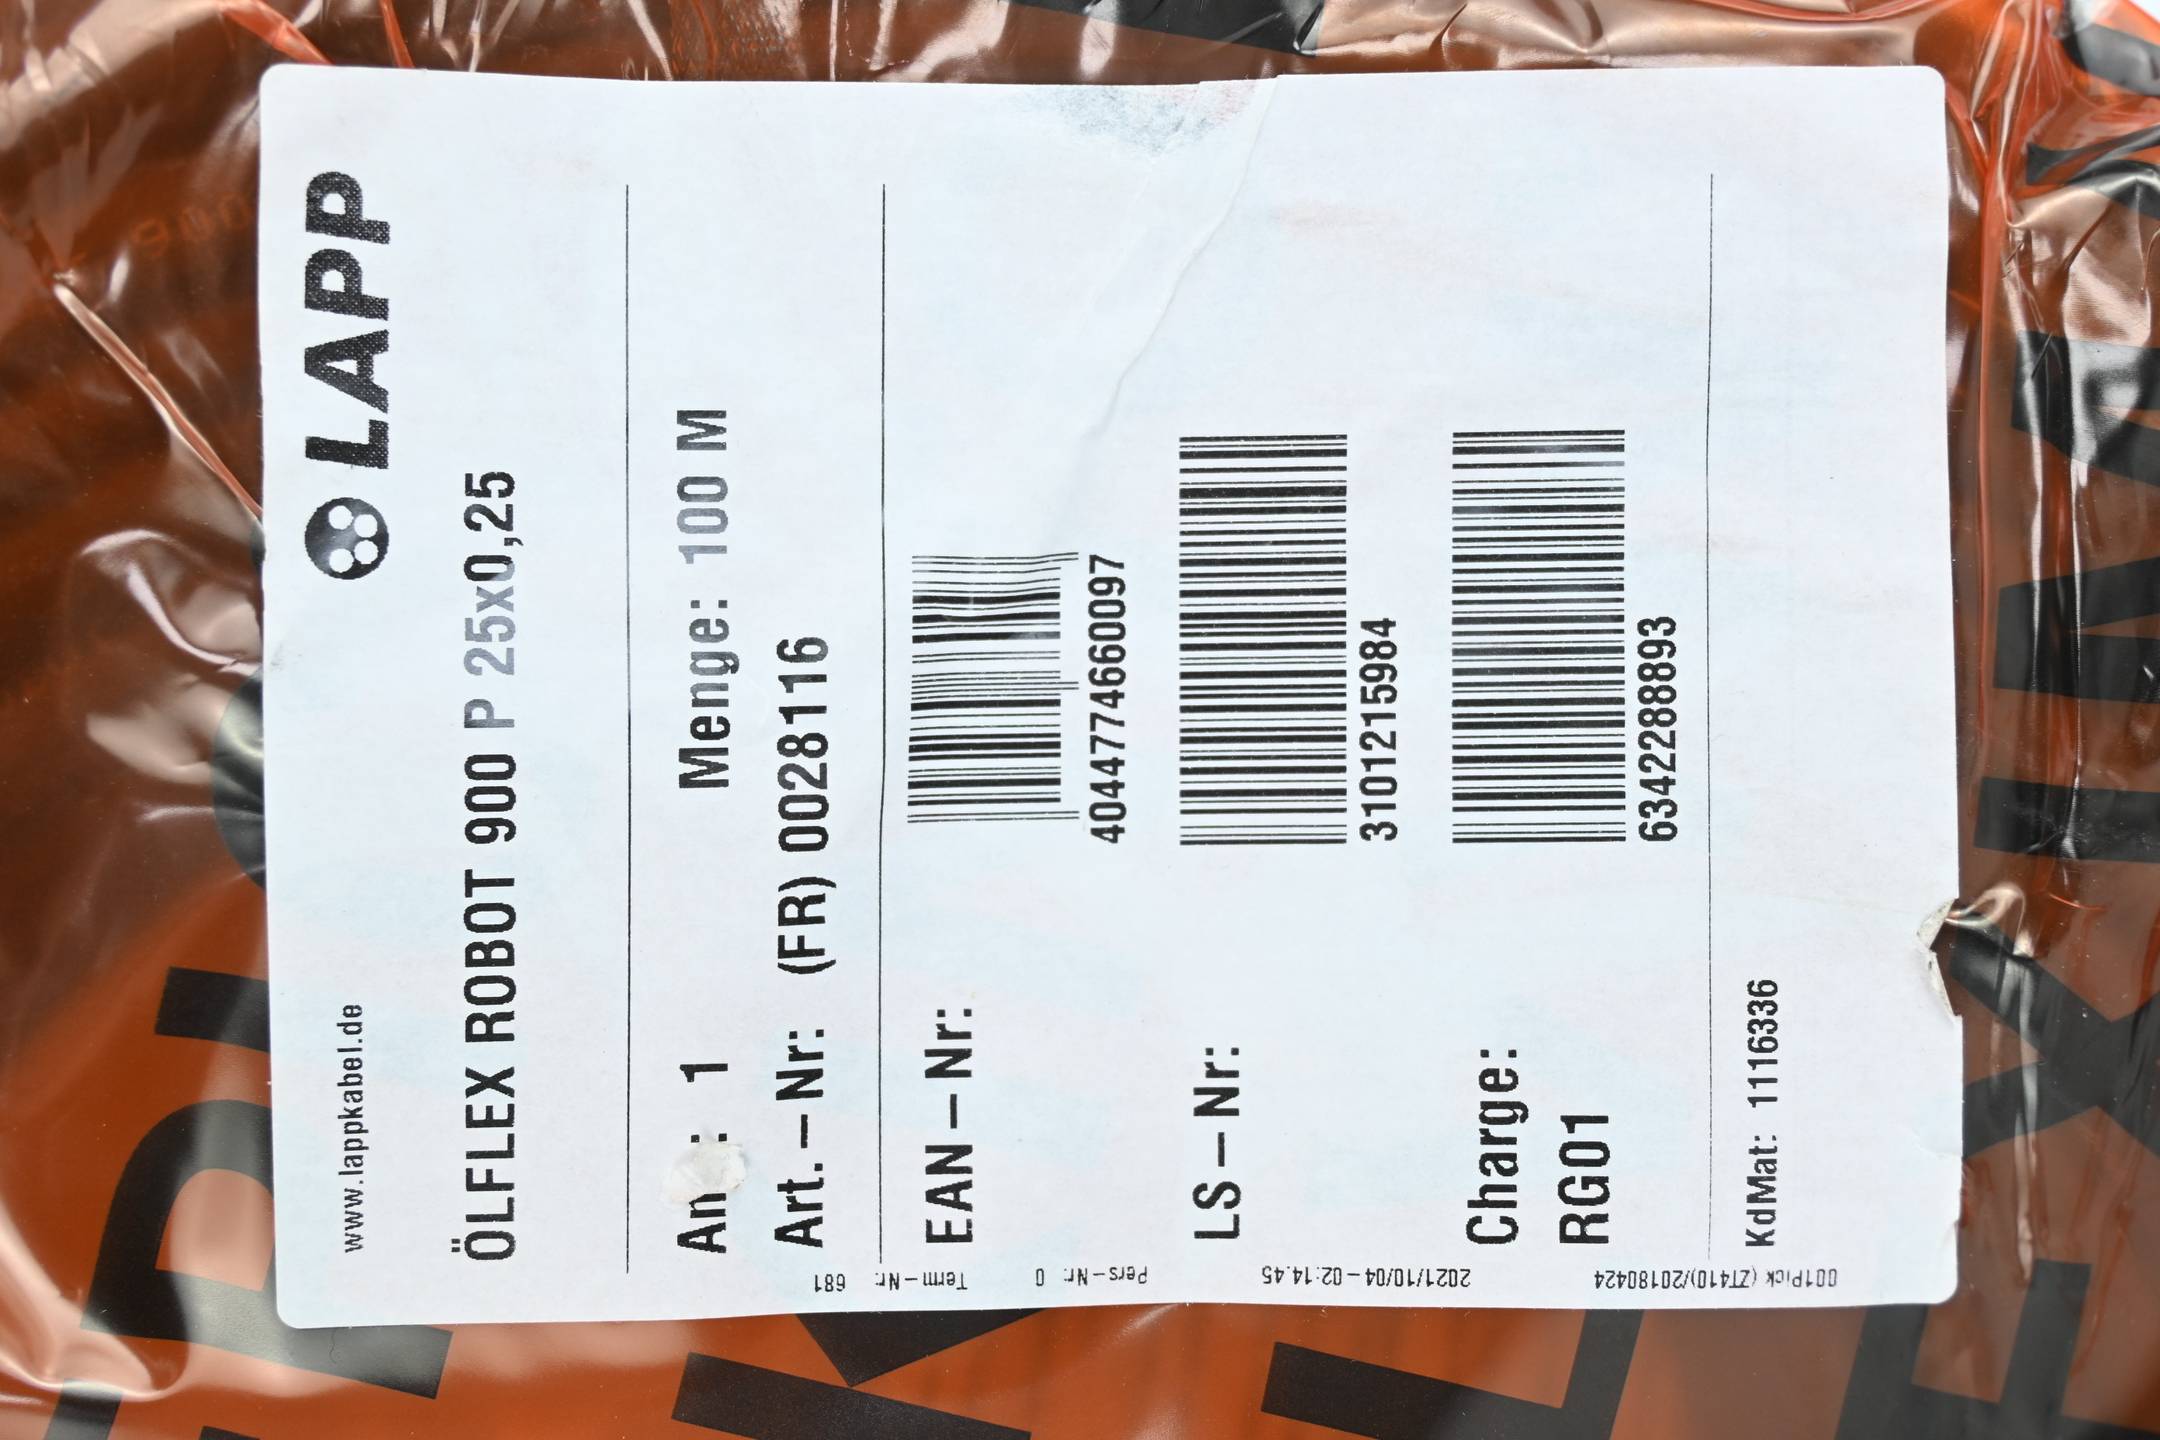 LAPP
www.lappkabel.de
ÖLFLEX ROBOT 900 P 25x0,25
: 1 Menge: 100 M
Art.-Nr: (FR) 0028116
EAN-Nr:
4044774660097
LS-Nr:
3101215984
Charge:
6342288893
RG01
KdMat: 1116336
001Pick (ZT410)/20180424 2021/10/04-02:14:45 Pers-Nr: 0 Term-Nr: 681